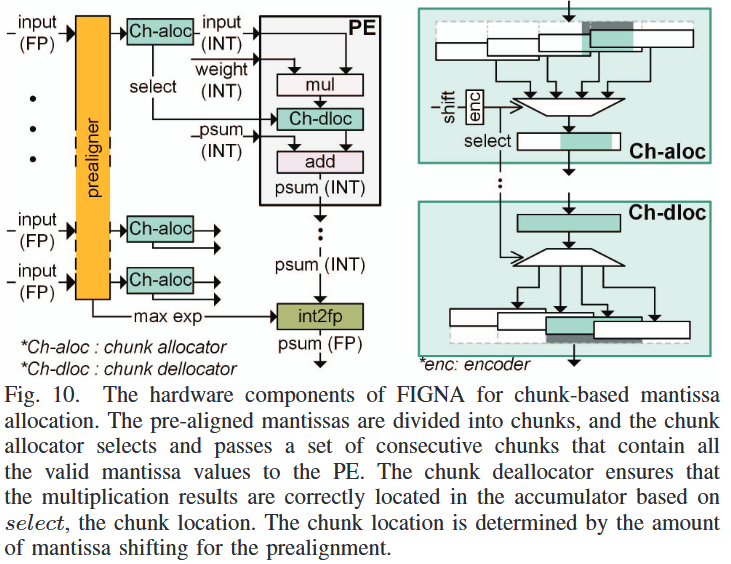 input
(FP)
Ch-aloc
input
(INT)
PE
weight
(INT)
select
mul
Ch-dloc
psum
(INT)
add
psum (INT)
prealigner
input
(FP)
Ch-aloc
input
(FP)
Ch-aloc
psum (INT)
max exp
int2fp
psum (FP)
*Ch-aloc : chunk allocator
*Ch-dloc : chunk dellocator
shift
enc
select
Ch-aloc
Ch-dloc
*enc: encoder
Fig. 10. The hardware components of FIGNA for chunk-based mantissa
allocation. The pre-aligned mantissas are divided into chunks, and the chunk
allocator selects and passes a set of consecutive chunks that contain all
the valid mantissa values to the PE. The chunk deallocator ensures that
the multiplication results are correctly located in the accumulator based on
select, the chunk location. The chunk location is determined by the amount
of mantissa shifting for the prealignment.